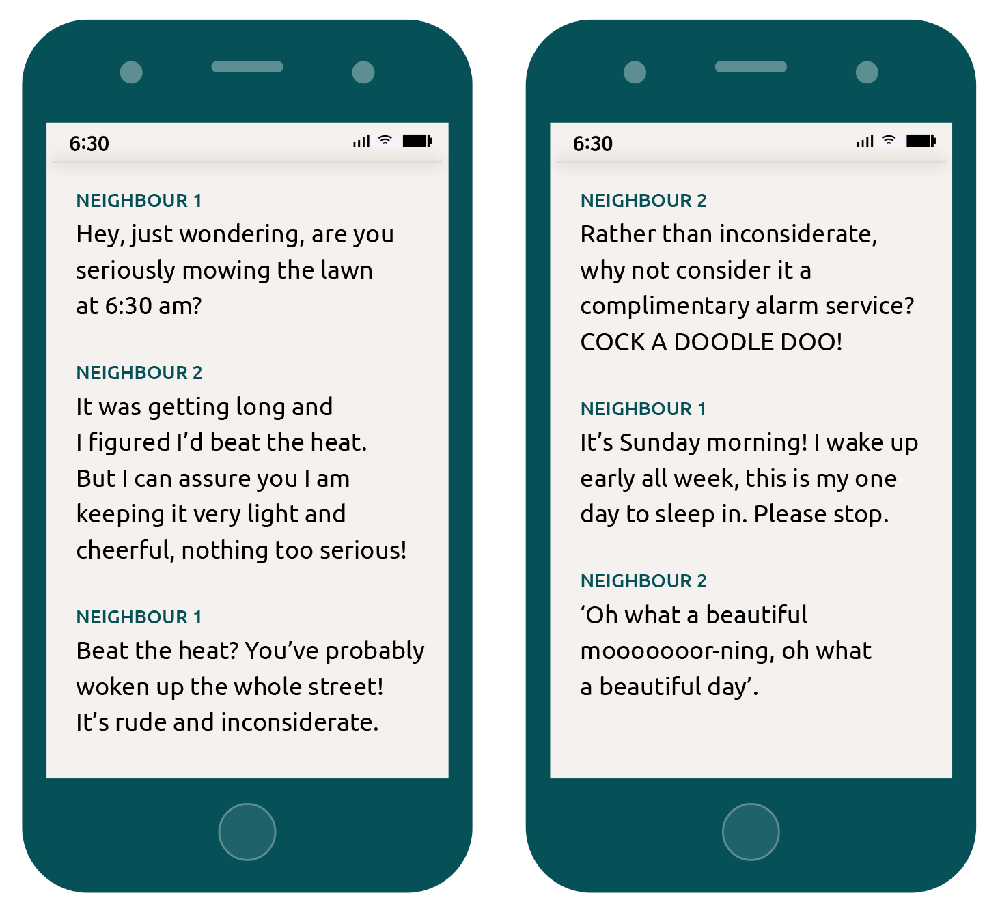 6:30
NEIGHBOUR 1
Hey, just wondering, are you
seriously mowing the lawn
at 6:30 am?
NEIGHBOUR 2
It was getting long and
I figured I’d beat the heat.
But I can assure you I am
keeping it very light and
cheerful, nothing too serious!
NEIGHBOUR 1
Beat the heat? You’ve probably
woken up the whole street!
It’s rude and inconsiderate.
6:30
NEIGHBOUR 2
Rather than inconsiderate,
why not consider it a
complimentary alarm service?
COCK A DOODLE DOO!
NEIGHBOUR 1
It’s Sunday morning! I wake up
early all week, this is my one
day to sleep in. Please stop.
NEIGHBOUR 2
‘Oh what a beautiful
mooooooor-ning, oh what
a beautiful day’.